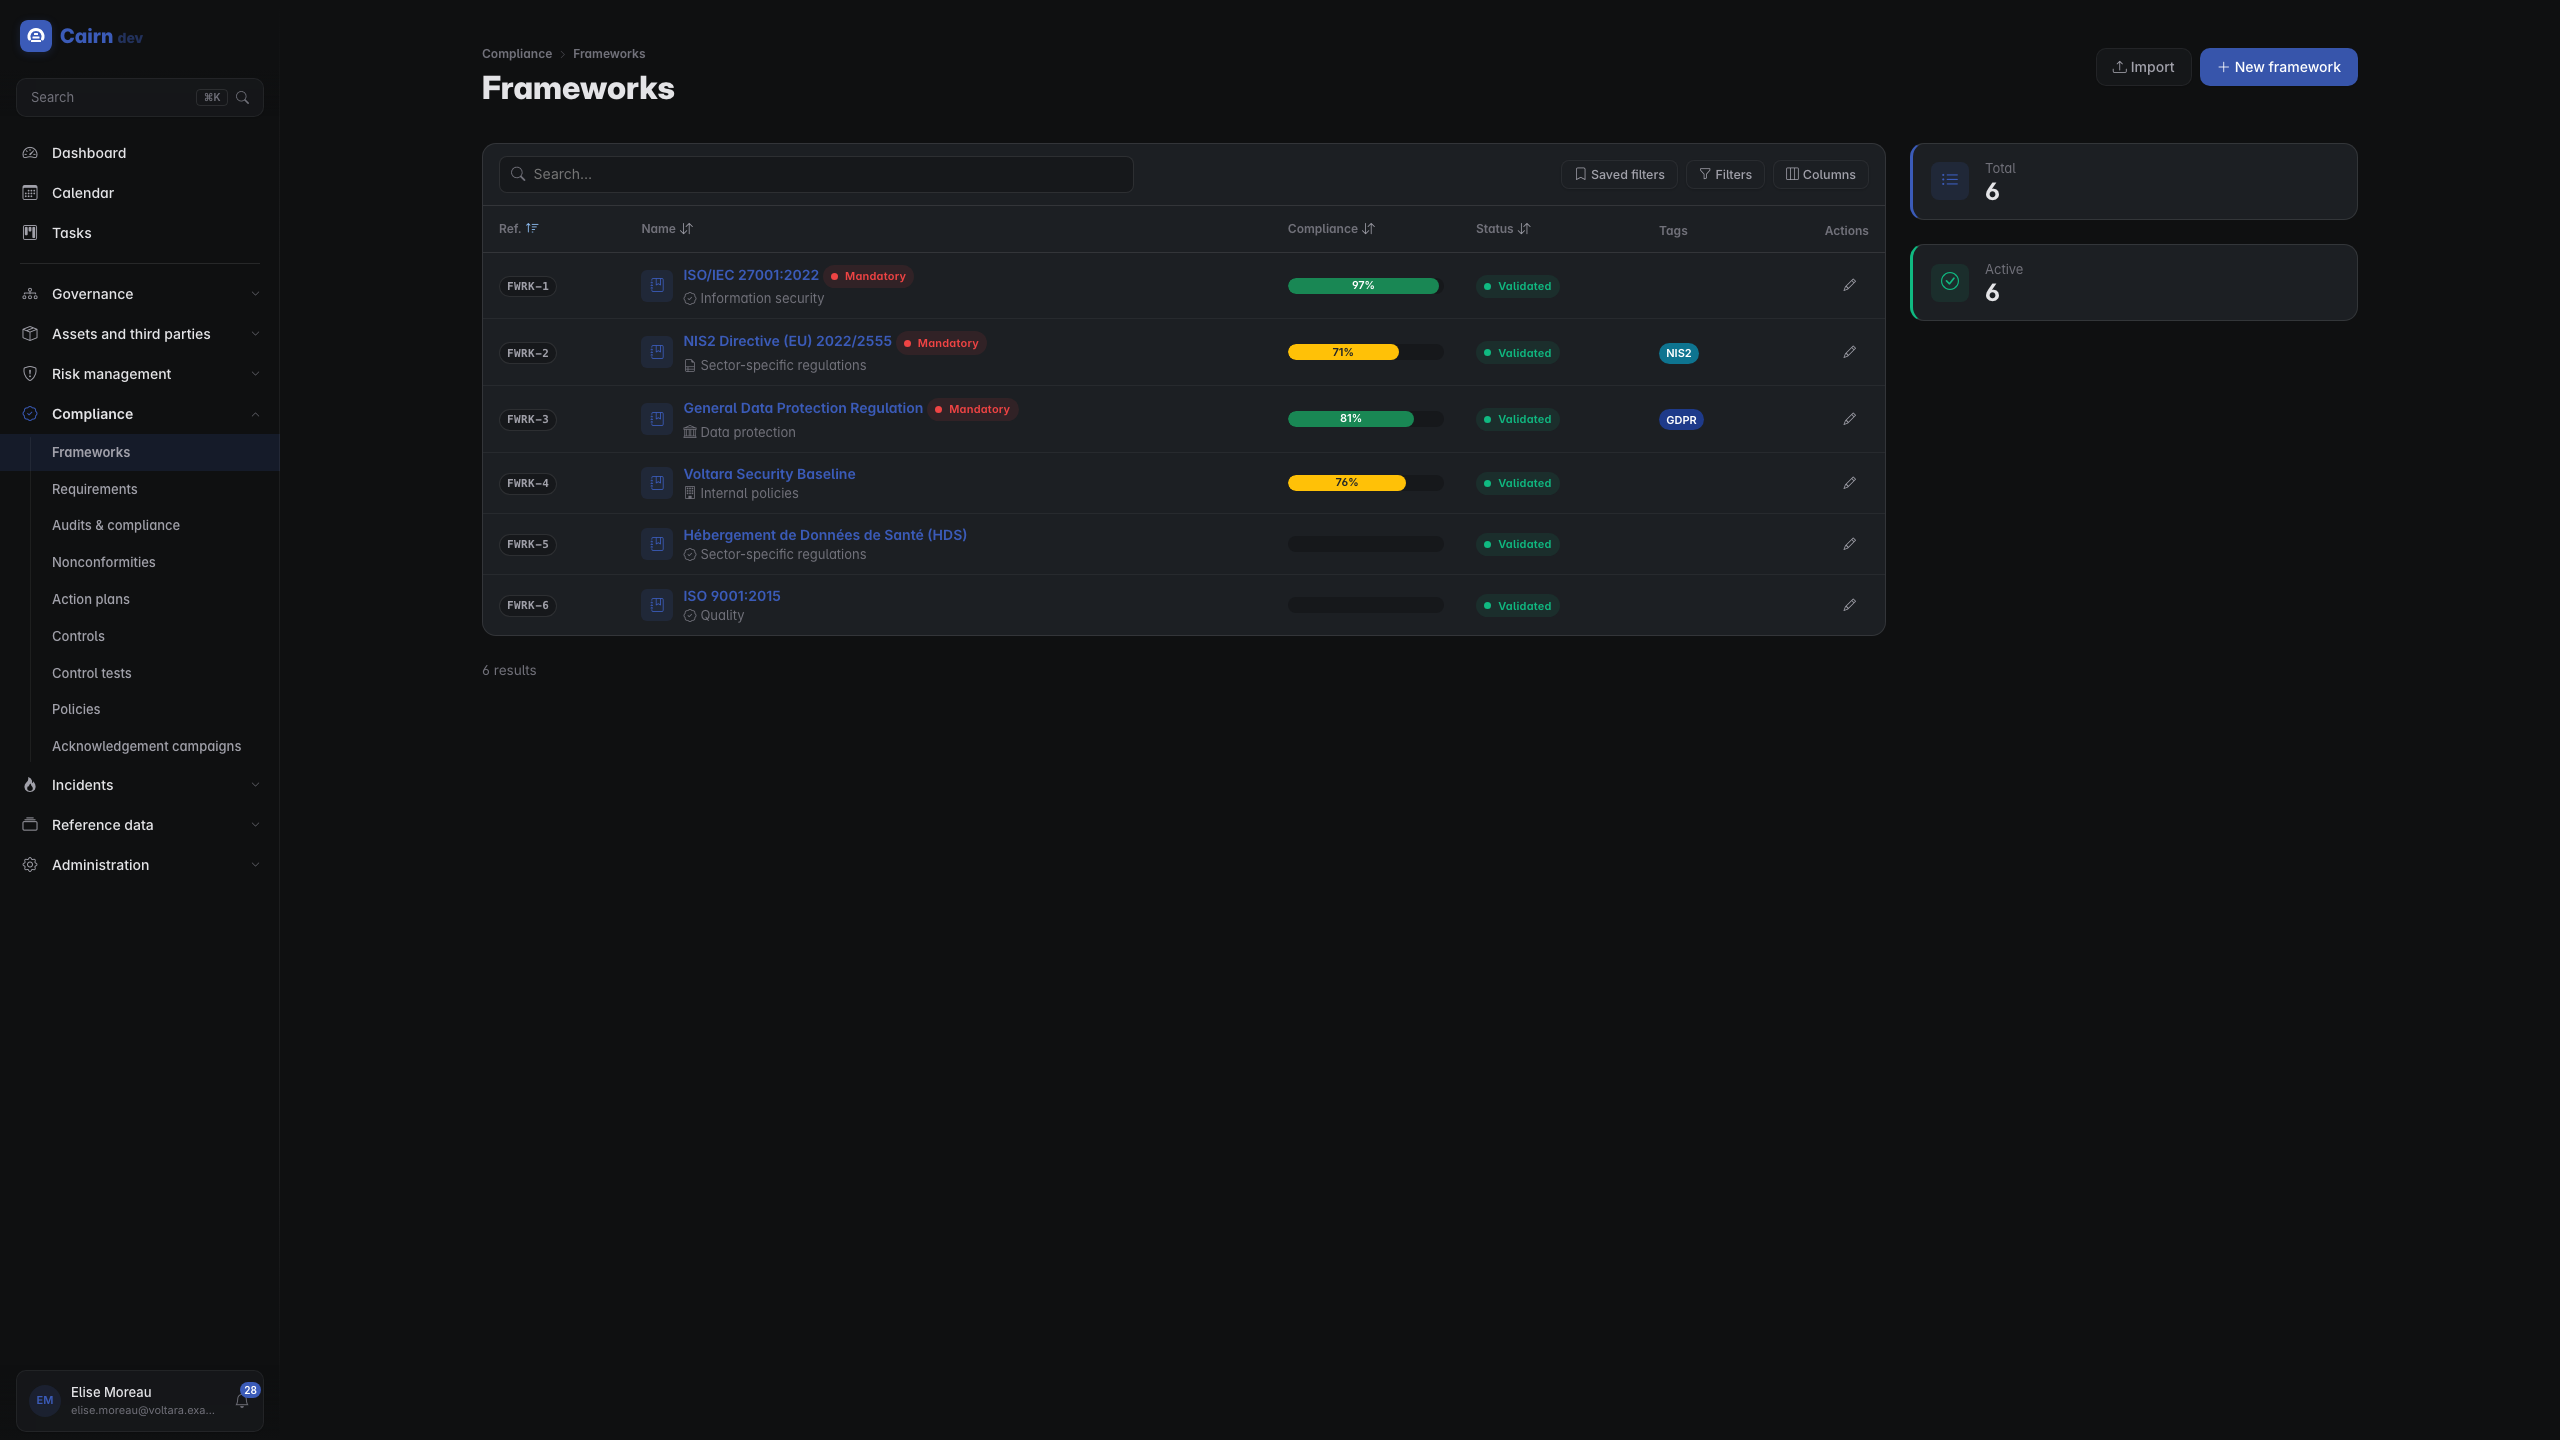 Cairn dev
Search ⌘K
Dashboard
Calendar
Tasks
Governance
Assets and third parties
Risk management
Compliance
Frameworks
Requirements
Audits & compliance
Nonconformities
Action plans
Controls
Control tests
Policies
Acknowledgement campaigns
Incidents
Reference data
Administration
EM
Elise Moreau
elise.moreau@voltara.exa...
28
Compliance Frameworks
Frameworks
Import
New framework
Search...
Saved filters Filters Columns
Ref. Name Compliance Status Tags Actions
FWRK-1 ISO/IEC 27001:2022 Mandatory 97% Validated
Information security
FWRK-2 NIS2 Directive (EU) 2022/2555 Mandatory 71% Validated NIS2
Sector-specific regulations
FWRK-3 General Data Protection Regulation Mandatory 81% Validated GDPR
Data protection
FWRK-4 Voltara Security Baseline 76% Validated
Internal policies
FWRK-5 Hébergement de Données de Santé (HDS) Validated
Sector-specific regulations
FWRK-6 ISO 9001:2015 Validated
Quality
6 results
Total
6
Active
6